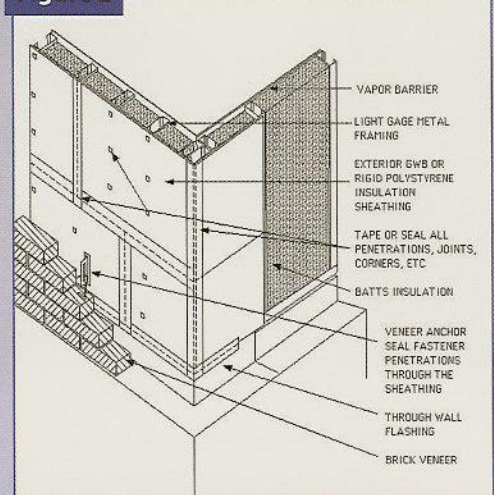 VAPOR BARRIER
LIGHT GAGE METAL
FRAMING
EXTERIOR GWB OR
RIGID POLYSTYRENE
INSULATION
SHEATHING
TAPE OR SEAL ALL
PENETRATIONS, JOINTS,
CORNERS, ETC
BATTS INSULATION
VENEER ANCHOR
SEAL FASTENER
PENETRATIONS
THROUGH THE
SHEATHING
THROUGH WALL
FLASHING
BRICK VENEER